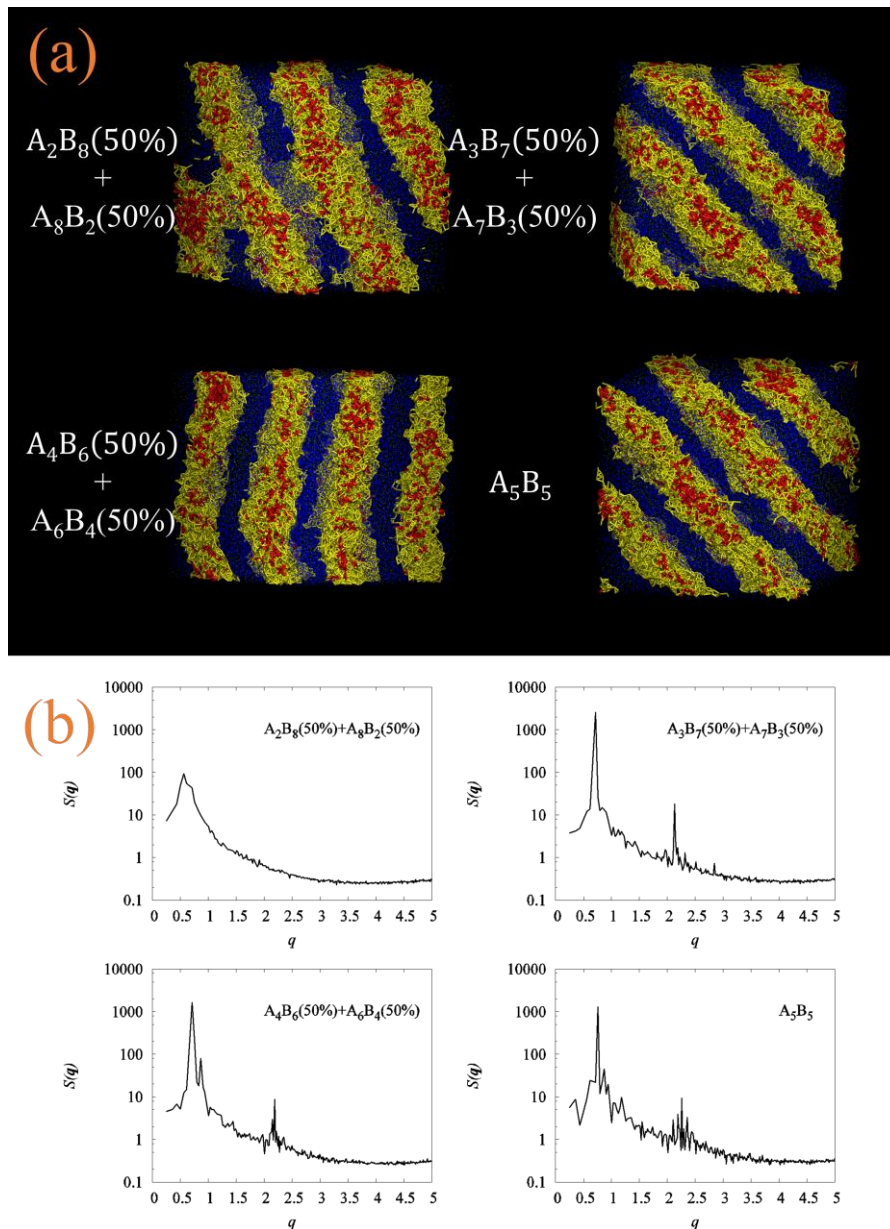 (a)
A₂B₈(50%)
+
A₈B₂(50%)
A₃B₇(50%)
+
A₇B₃(50%)
A₄B₆(50%)
+
A₆B₄(50%)
A₅B₅
(b)
10000
1000
100
10
1
0.1
S(q)
A₂B₈(50%)+A₈B₂(50%)
0 0.5 1 1.5 2 2.5 3 3.5 4 4.5 5
q
10000
1000
100
10
1
0.1
S(q)
A₃B₇(50%)+A₇B₃(50%)
0 0.5 1 1.5 2 2.5 3 3.5 4 4.5 5
q
10000
1000
100
10
1
0.1
S(q)
A₄B₆(50%)+A₆B₄(50%)
0 0.5 1 1.5 2 2.5 3 3.5 4 4.5 5
q
10000
1000
100
10
1
0.1
S(q)
A₅B₅
0 0.5 1 1.5 2 2.5 3 3.5 4 4.5 5
q